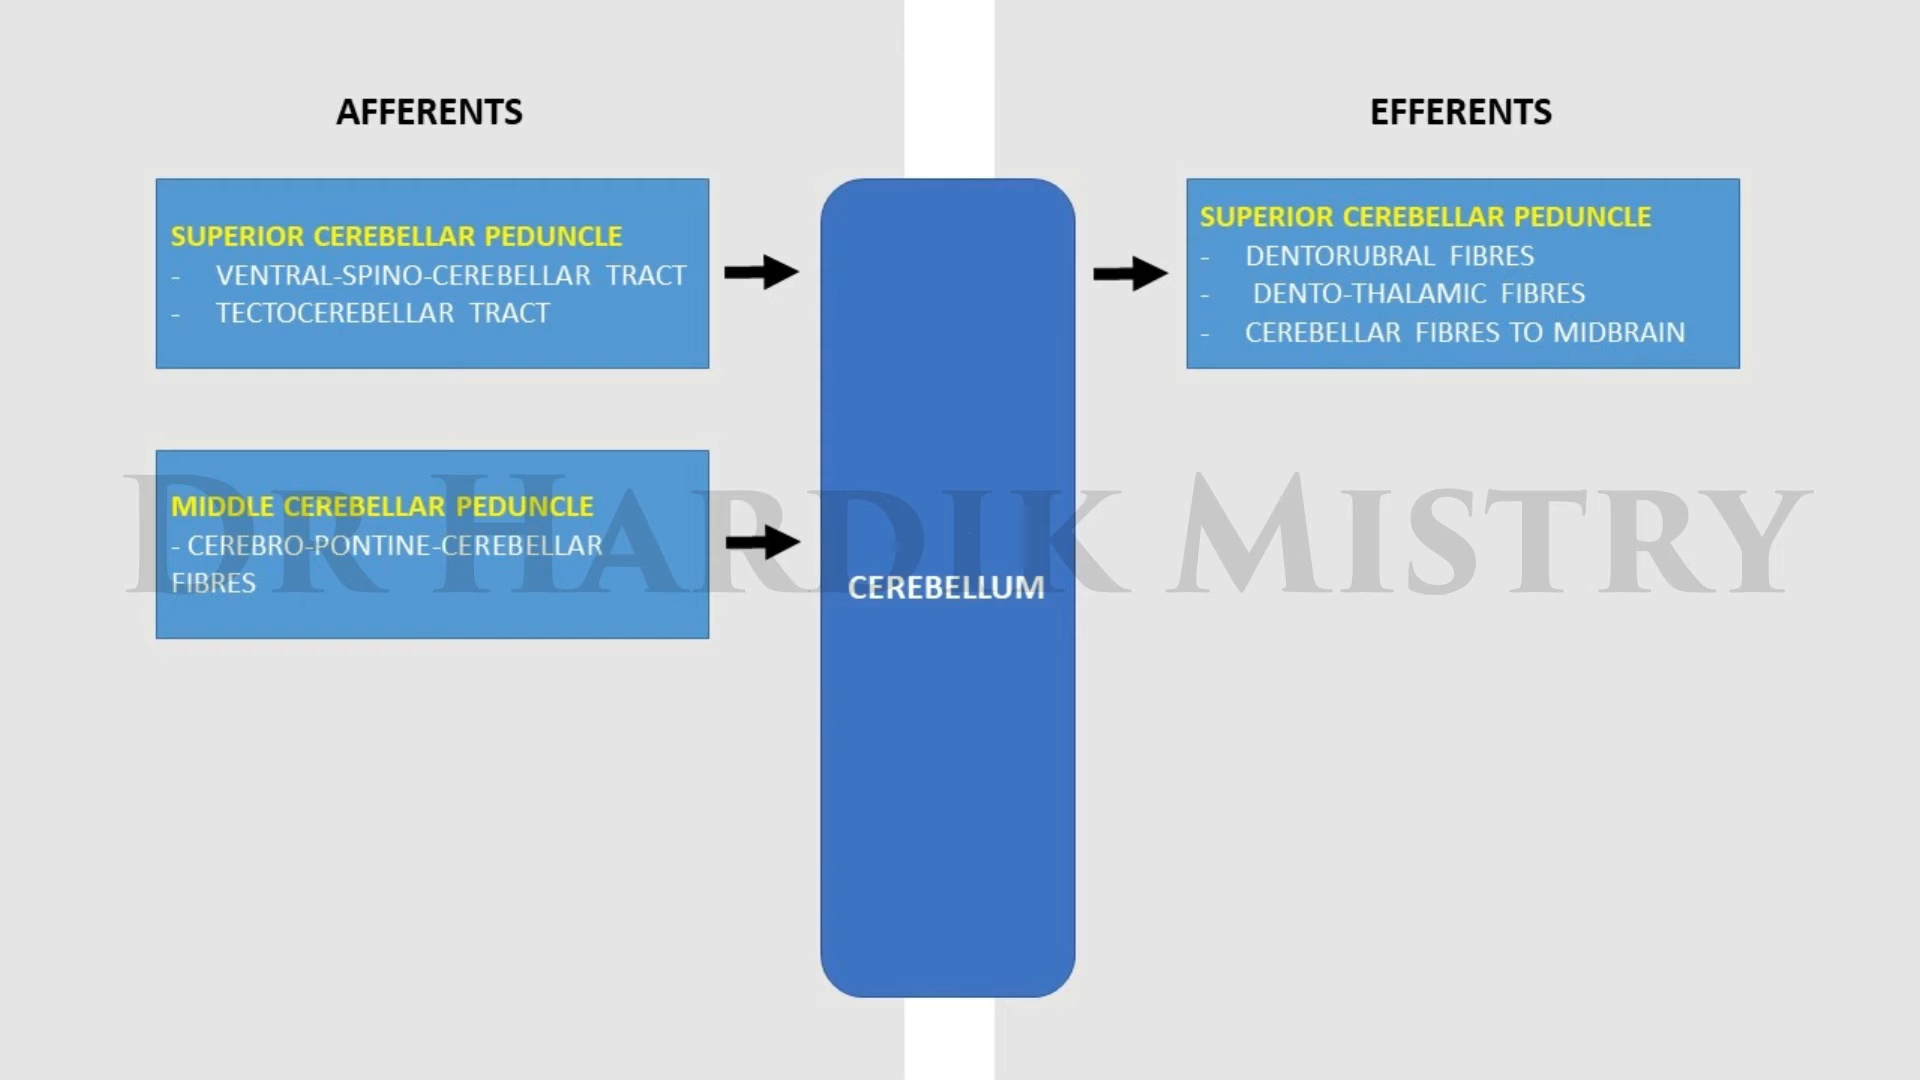 AFFERENTS
SUPERIOR CEREBELLAR PEDUNCLE
- VENTRAL-SPINO-CEREBELLAR TRACT
- TECTOCEREBELLAR TRACT
MIDDLE CEREBELLAR PEDUNCLE
- CEREBRO-PONTINE-CEREBELLAR
FIBRES
CEREBELLUM
EFFERENTS
SUPERIOR CEREBELLAR PEDUNCLE
- DENTORUBRAL FIBRES
- DENTO-THALAMIC FIBRES
- CEREBELLAR FIBRES TO MIDBRAIN
DR HARDIK MISTRY